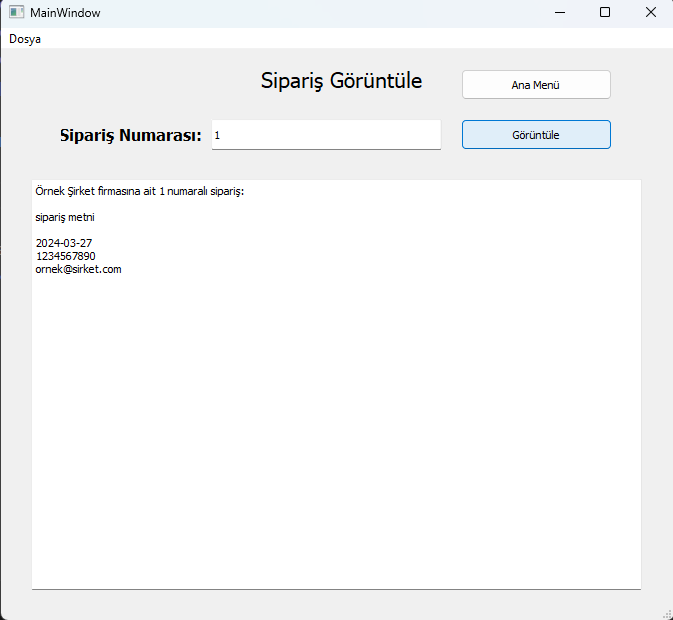 MainWindow
Dosya
Sipariş Görüntüle
Ana Menü
Sipariş Numarası:
1
Görüntüle
Örnek Şirket firmasına ait 1 numaralı sipariş:
sipariş metni
2024-03-27
1234567890
ornek@sirket.com